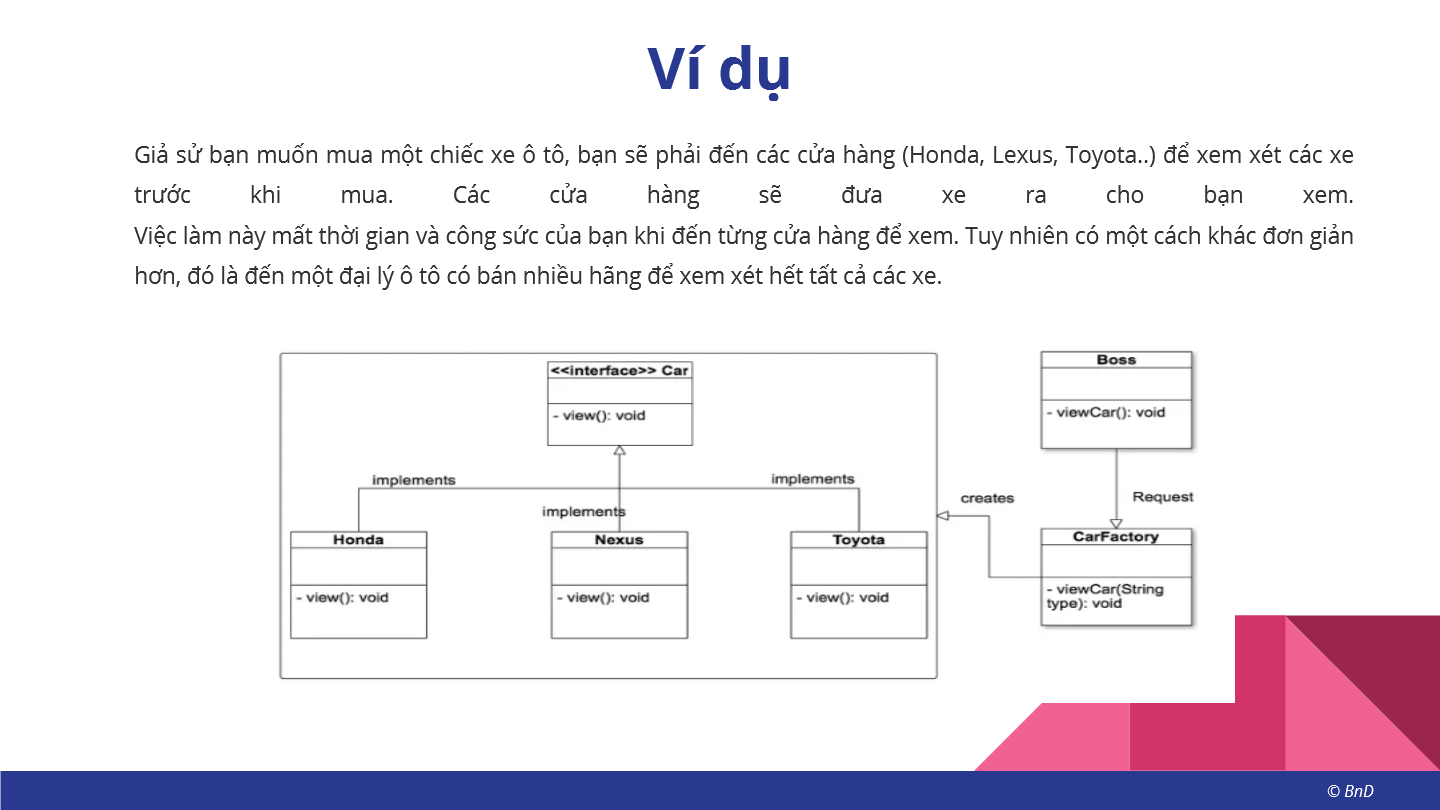 Ví dụ
Giả sử bạn muốn mua một chiếc xe ô tô, bạn sẽ phải đến các cửa hàng (Honda, Lexus, Toyota..) để xem xét các xe
trước khi mua. Các cửa hàng sẽ đưa xe ra cho bạn xem.
Việc làm này mất thời gian và công sức của bạn khi đến từng cửa hàng để xem. Tuy nhiên có một cách khác đơn giản
hơn, đó là đến một đại lý ô tô có bán nhiều hãng để xem xét hết tất cả các xe.
<<interface>> Car
- view(): void
implements
implements
implements
Honda
- view(): void
Nexus
- view(): void
Toyota
- view(): void
Boss
- viewCar(): void
creates
Request
CarFactory
- viewCar(String
type): void
© BnD